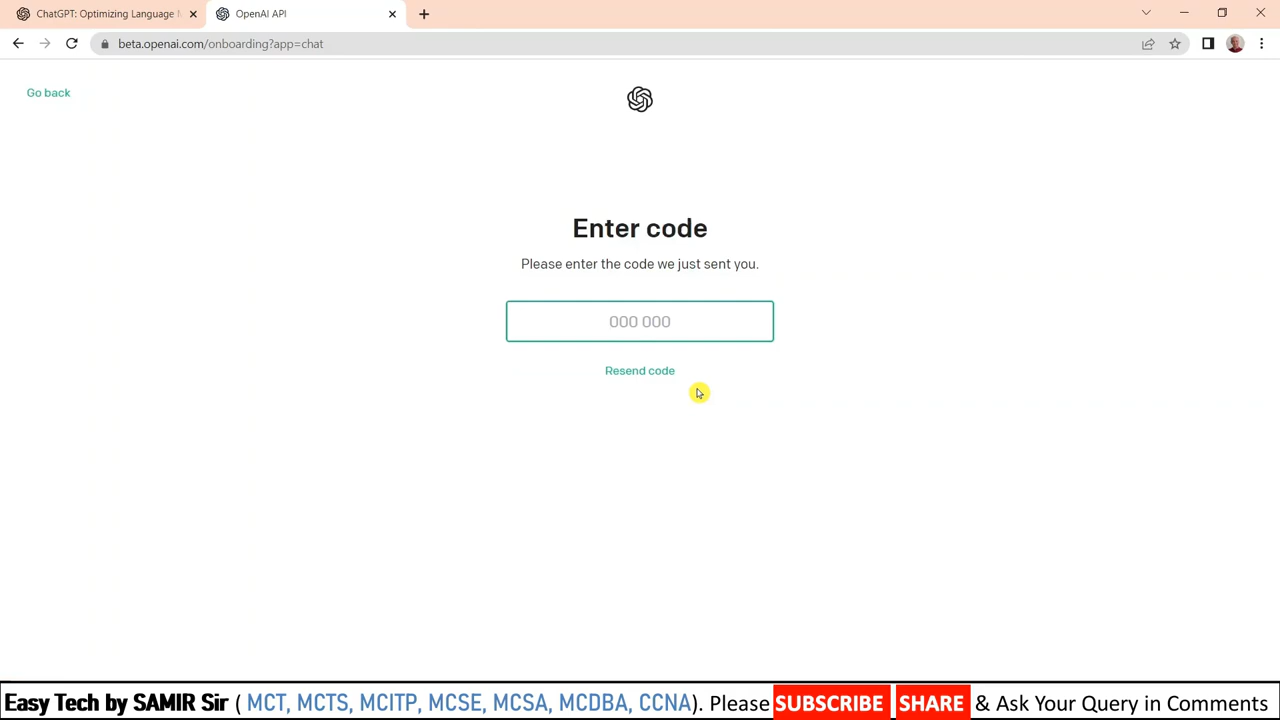 ChatGPT: Optimizing Language
OpenAI API
beta.openai.com/onboarding?app=chat
Go back
Enter code
Please enter the code we just sent you.
000 000
Resend code
Easy Tech by SAMIR Sir ( MCT, MCTS, MCITP, MCSE, MCSA, MCDBA, CCNA). Please SUBSCRIBE SHARE & Ask Your Query in Comments